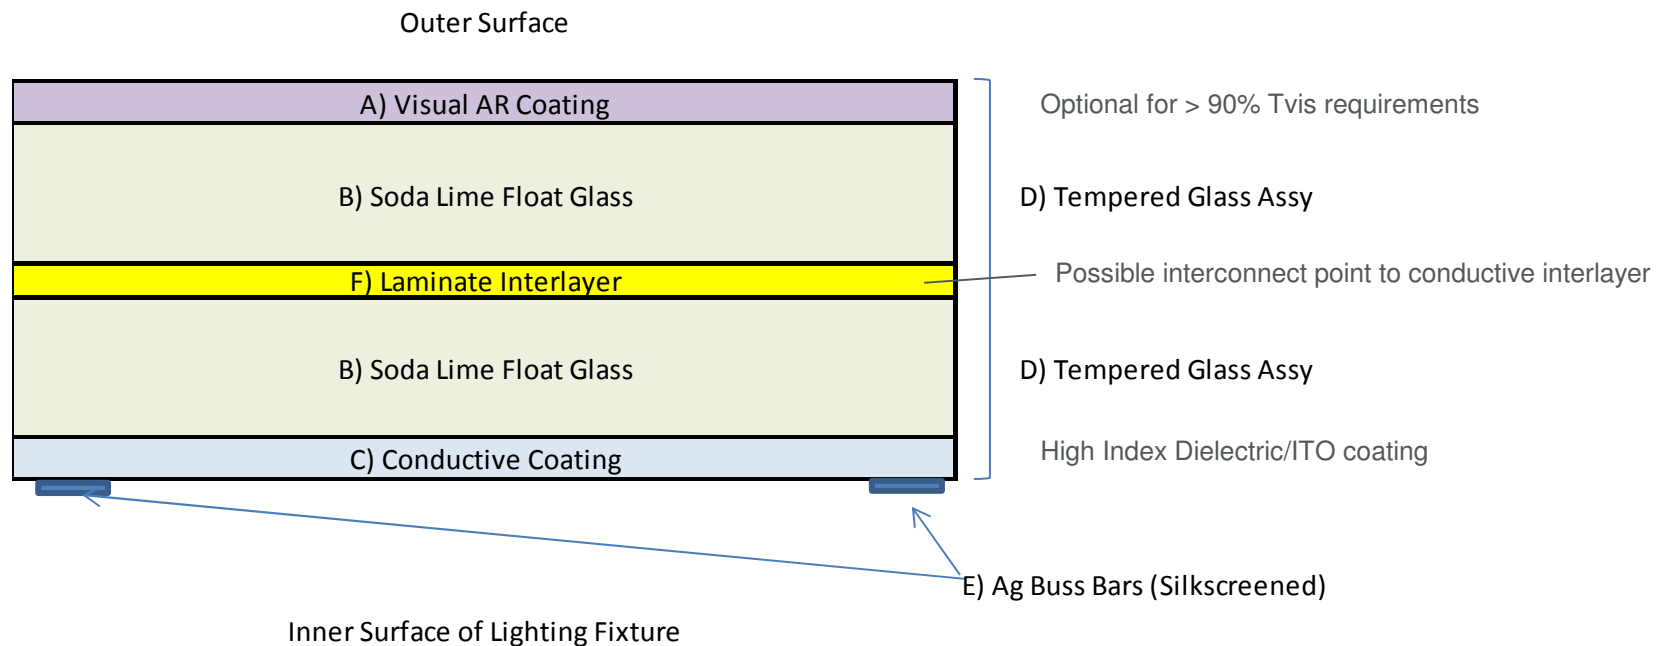 Outer Surface
A) Visual AR Coating
Optional for > 90% Tvis requirements
B) Soda Lime Float Glass
D) Tempered Glass Assy
F) Laminate Interlayer
Possible interconnect point to conductive interlayer
B) Soda Lime Float Glass
D) Tempered Glass Assy
C) Conductive Coating
High Index Dielectric/ITO coating
E) Ag Buss Bars (Silkscreened)
Inner Surface of Lighting Fixture